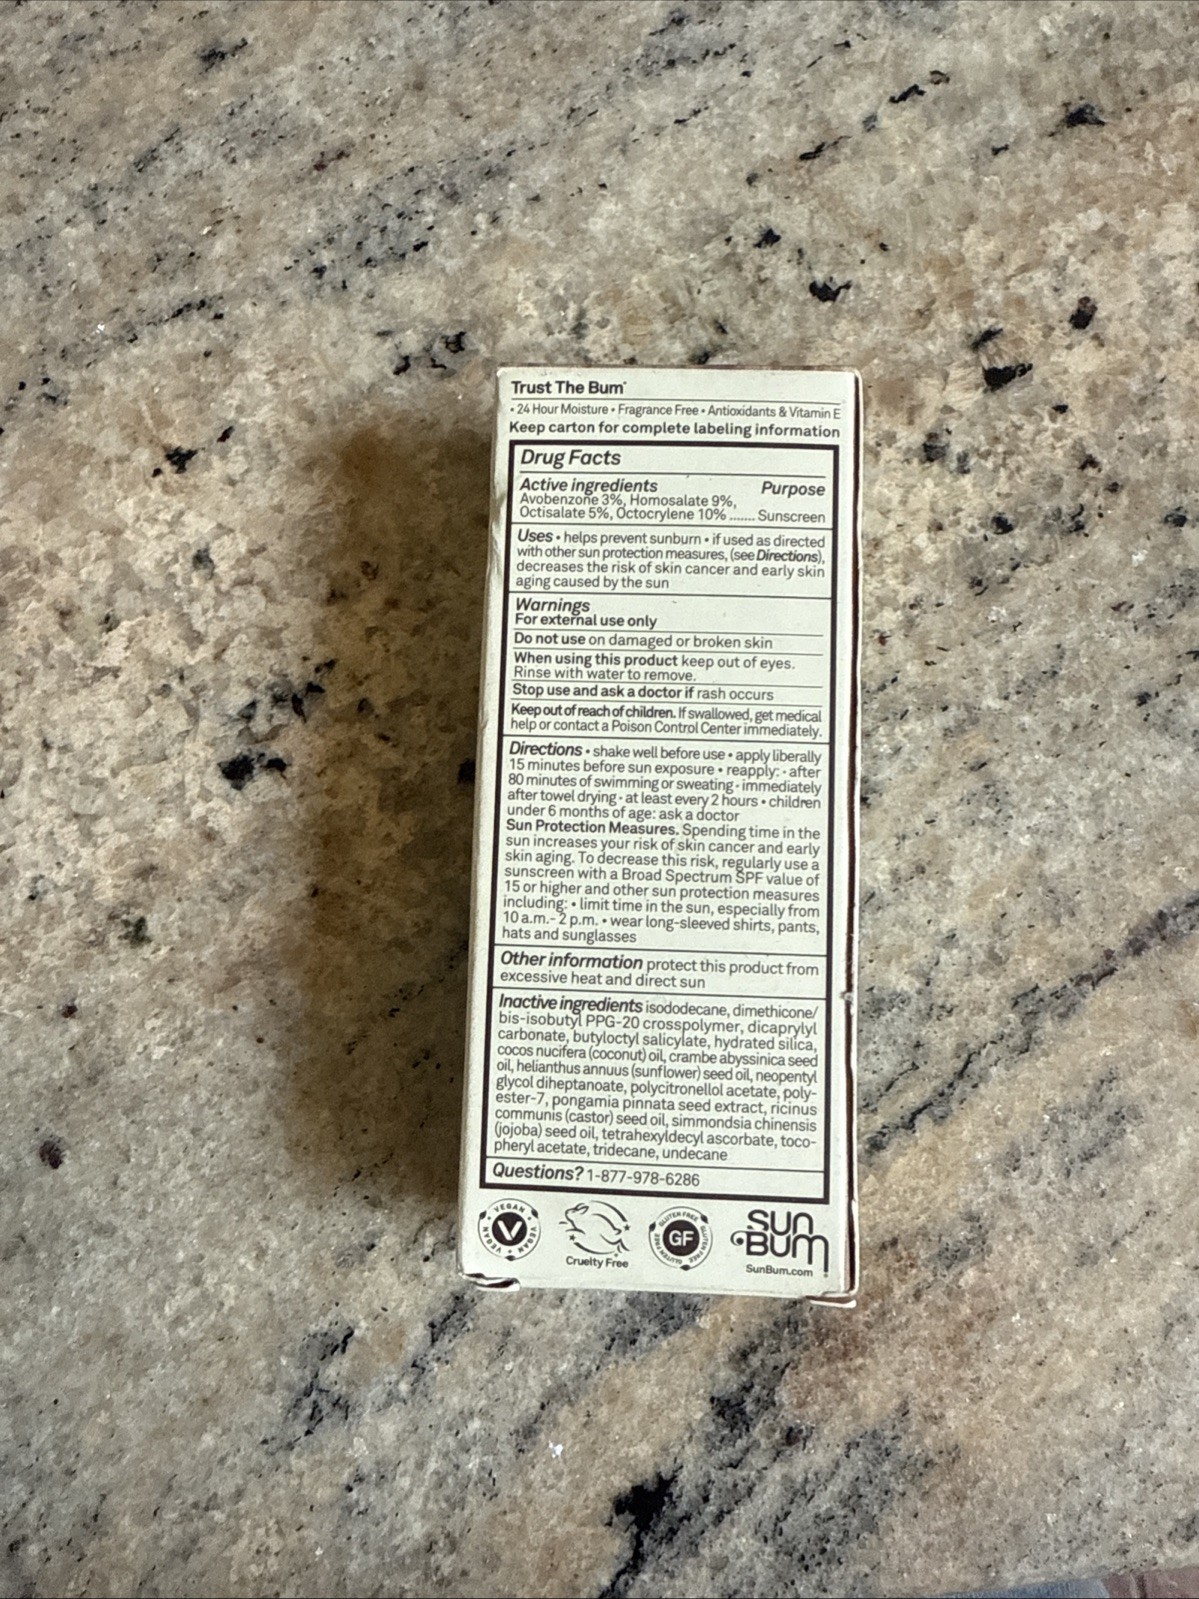 Trust The Bum®
• 24 Hour Moisture • Fragrance Free • Antioxidants & Vitamin E
Keep carton for complete labeling information
Drug Facts
Active ingredients Purpose
Avobenzone 3%, Homosalate 9%,
Octisalate 5%, Octocrylene 10% ....... Sunscreen
Uses • helps prevent sunburn • if used as directed
with other sun protection measures, (see Directions),
decreases the risk of skin cancer and early skin
aging caused by the sun
Warnings
For external use only
Do not use on damaged or broken skin
When using this product keep out of eyes.
Rinse with water to remove.
Stop use and ask a doctor if rash occurs
Keep out of reach of children. If swallowed, get medical
help or contact a Poison Control Center immediately.
Directions • shake well before use • apply liberally
15 minutes before sun exposure • reapply: - after
80 minutes of swimming or sweating - immediately
after towel drying - at least every 2 hours • children
under 6 months of age: ask a doctor
Sun Protection Measures. Spending time in the
sun increases your risk of skin cancer and early
skin aging. To decrease this risk, regularly use a
sunscreen with a Broad Spectrum SPF value of
15 or higher and other sun protection measures
including: • limit time in the sun, especially from
10 a.m.- 2 p.m. • wear long-sleeved shirts, pants,
hats and sunglasses
Other information protect this product from
excessive heat and direct sun
Inactive ingredients isododecane, dimethicone/
bis-isobutyl PPG-20 crosspolymer, dicaprylyl
carbonate, butyloctyl salicylate, hydrated silica,
cocos nucifera (coconut) oil, crambe abyssinica seed
oil, helianthus annuus (sunflower) seed oil, neopentyl
glycol diheptanoate, polycitronellol acetate, poly-
ester-7, pongamia pinnata seed extract, ricinus
communis (castor) seed oil, simmondsia chinensis
(jojoba) seed oil, tetrahexyldecyl ascorbate, toco-
pheryl acetate, tridecane, undecane
Questions? 1-877-978-6286
VEGAN • VEGAN • VEGAN
V
Cruelty Free
GLUTEN FREE GLUTEN FREE GLUTEN FREE
GF
SUN
BUM
SunBum.com